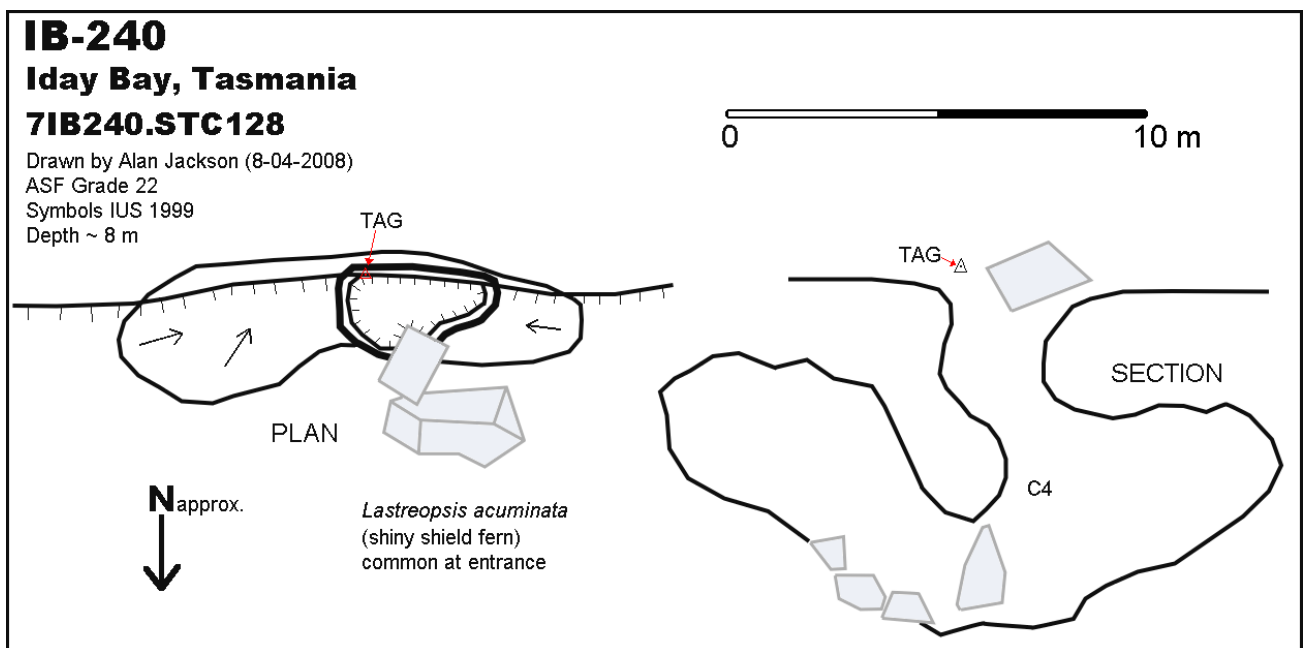 IB-240
Iday Bay, Tasmania
7IB240.STC128
Drawn by Alan Jackson (8-04-2008)
ASF Grade 22
Symbols IUS 1999
Depth ~ 8 m
0
10 m
TAG
TAG
PLAN
SECTION
C4
N approx.
Lastreopsis acuminata
(shiny shield fern)
common at entrance